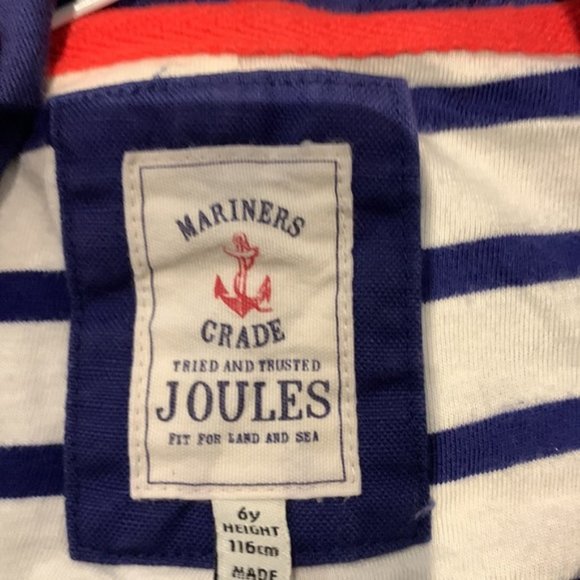 MARINERS
GRADE
TRIED AND TRUSTED
JOULES
FIT FOR LAND AND SEA
6y
HEIGHT
116cm
MADE